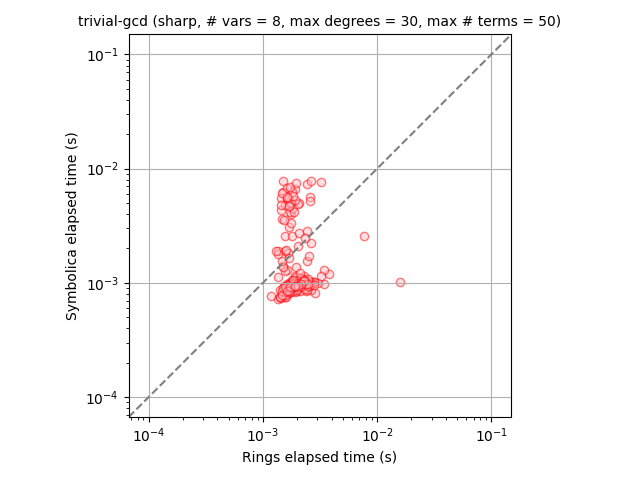 trivial-gcd (sharp, # vars = 8, max degrees = 30, max # terms = 50)
Symbolica elapsed time (s)
10⁻¹
10⁻²
10⁻³
10⁻⁴
10⁻⁴ 10⁻³ 10⁻² 10⁻¹
Rings elapsed time (s)